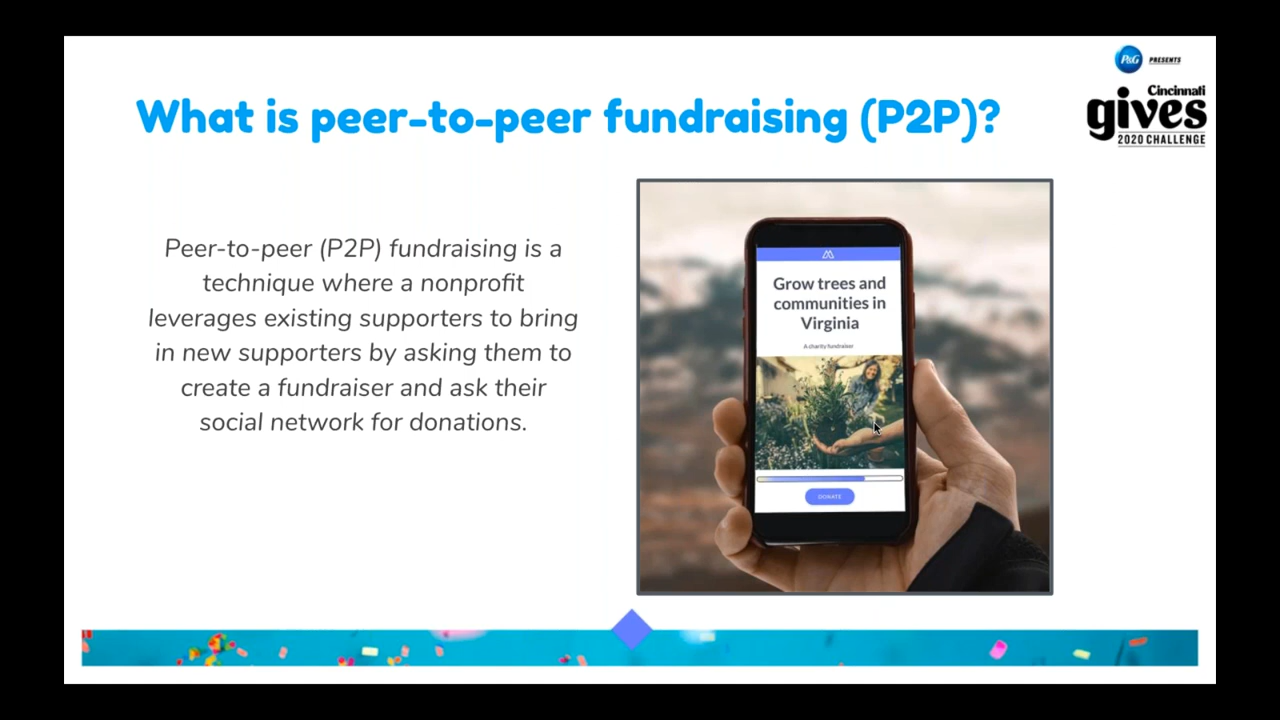 P&G PRESENTS
Cincinnati
gives
2020 CHALLENGE
What is peer-to-peer fundraising (P2P)?
Peer-to-peer (P2P) fundraising is a
technique where a nonprofit
leverages existing supporters to bring
in new supporters by asking them to
create a fundraiser and ask their
social network for donations.
Grow trees and
communities in
Virginia
A charity fundraiser
DONATE